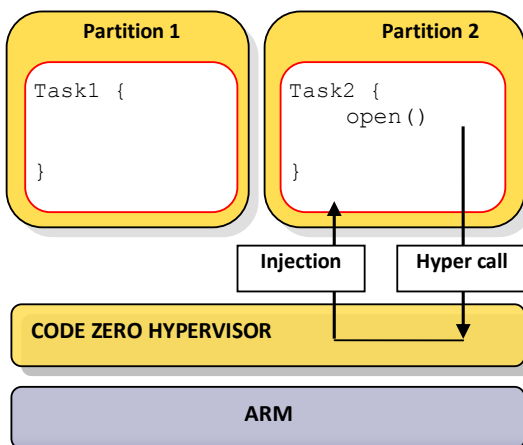 Partition 1
Task1 {
}
Partition 2
Task2 {
open()
}
Injection
Hyper call
CODE ZERO HYPERVISOR
ARM